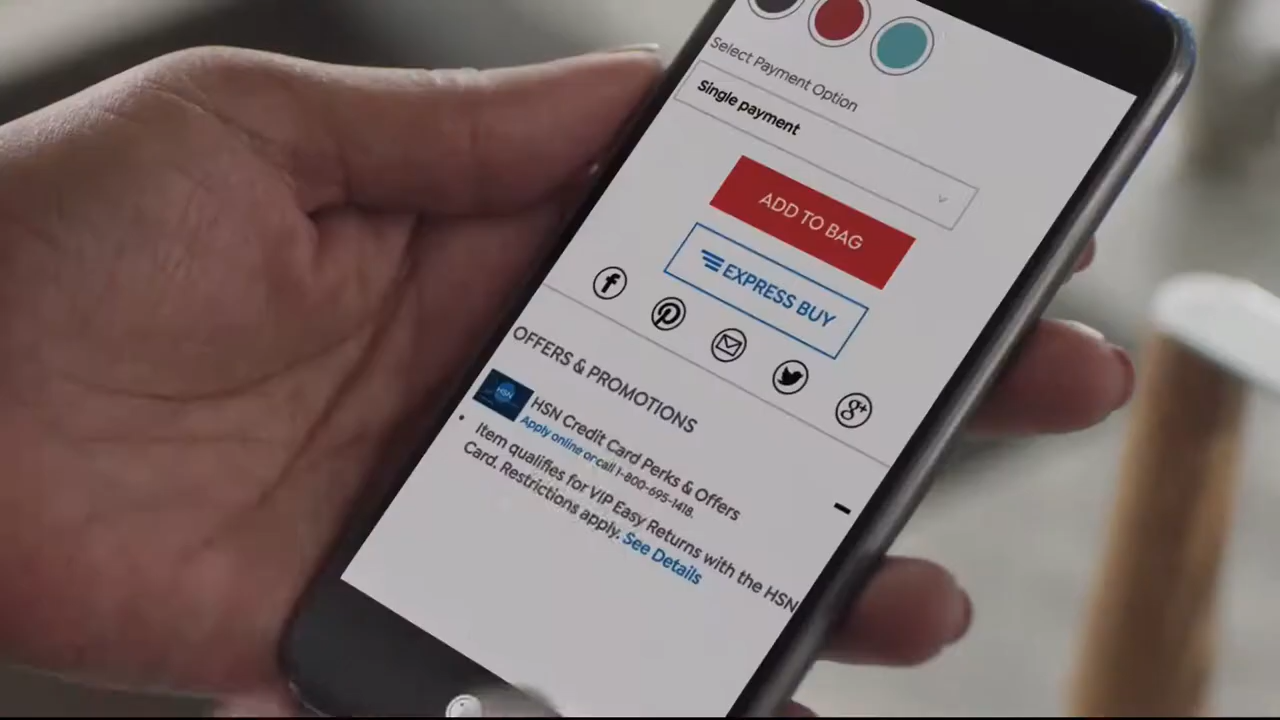 Select Payment Option
Single payment
ADD TO BAG
EXPRESS BUY
g+
OFFERS & PROMOTIONS
HSN
HSN Credit Card Perks & Offers
Apply online or call 1-800-695-1418.
Item qualifies for VIP Easy Returns with the HSN
Card. Restrictions apply. See Details